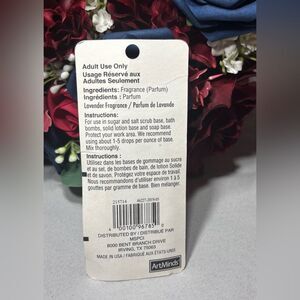 Adult Use Only
Usage Réservé aux
Adultes Seulement
Ingredients: Fragrance (Parfum)
Ingrédients : Parfum
Lavender Fragrance / Parfum de Lavande
Instructions:
For use in sugar and salt scrub base, bath
bombs, solid lotion base and soap base.
Protect your work area. We recommend
using about 1-5 drops per ounce of base.
Mix thoroughly.
Instructions :
Utilisez dans les bases de gommage au sucre
et au sel, de bombes de bain, de lotion Solide
et de savon. Protégez votre espace de travail.
Nous recommandons d'utiliser environ 1 à 5
gouttes par gramme de base. Bien mélanger.
4 00100 96785 0
DISTRIBUTED BY / DISTRIBUÉ PAR
MSPCI
8000 BENT BRANCH DRIVE
IRVING, TX 75063
MADE IN USA / FABRIQUÉ AUX ÉTATS-UNIS
ArtMinds